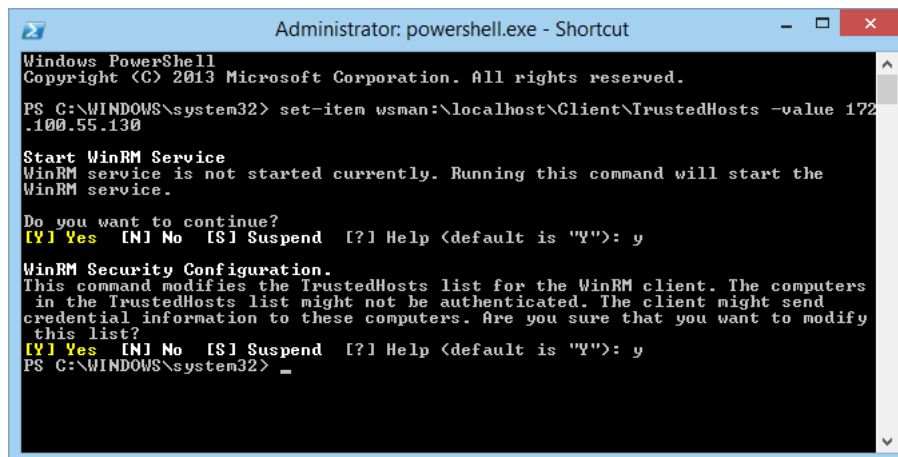 Administrator: powershell.exe - Shortcut
Windows PowerShell
Copyright (C) 2013 Microsoft Corporation. All rights reserved.
PS C:\WINDOWS\system32> set-item wsman:\localhost\Client\TrustedHosts -value 172
.100.55.130
Start WinRM Service
WinRM service is not started currently. Running this command will start the
WinRM service.
Do you want to continue?
[Y] Yes  [N] No  [S] Suspend  [?] Help (default is "Y"): y
WinRM Security Configuration.
This command modifies the TrustedHosts list for the WinRM client. The computers
 in the TrustedHosts list might not be authenticated. The client might send
credential information to these computers. Are you sure that you want to modify
 this list?
[Y] Yes  [N] No  [S] Suspend  [?] Help (default is "Y"): y
PS C:\WINDOWS\system32> _